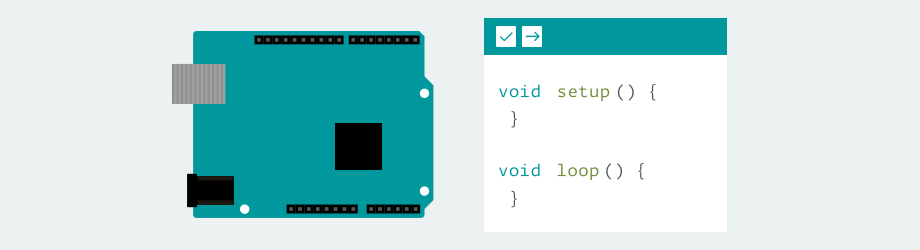 void setup() {
}
void loop() {
}